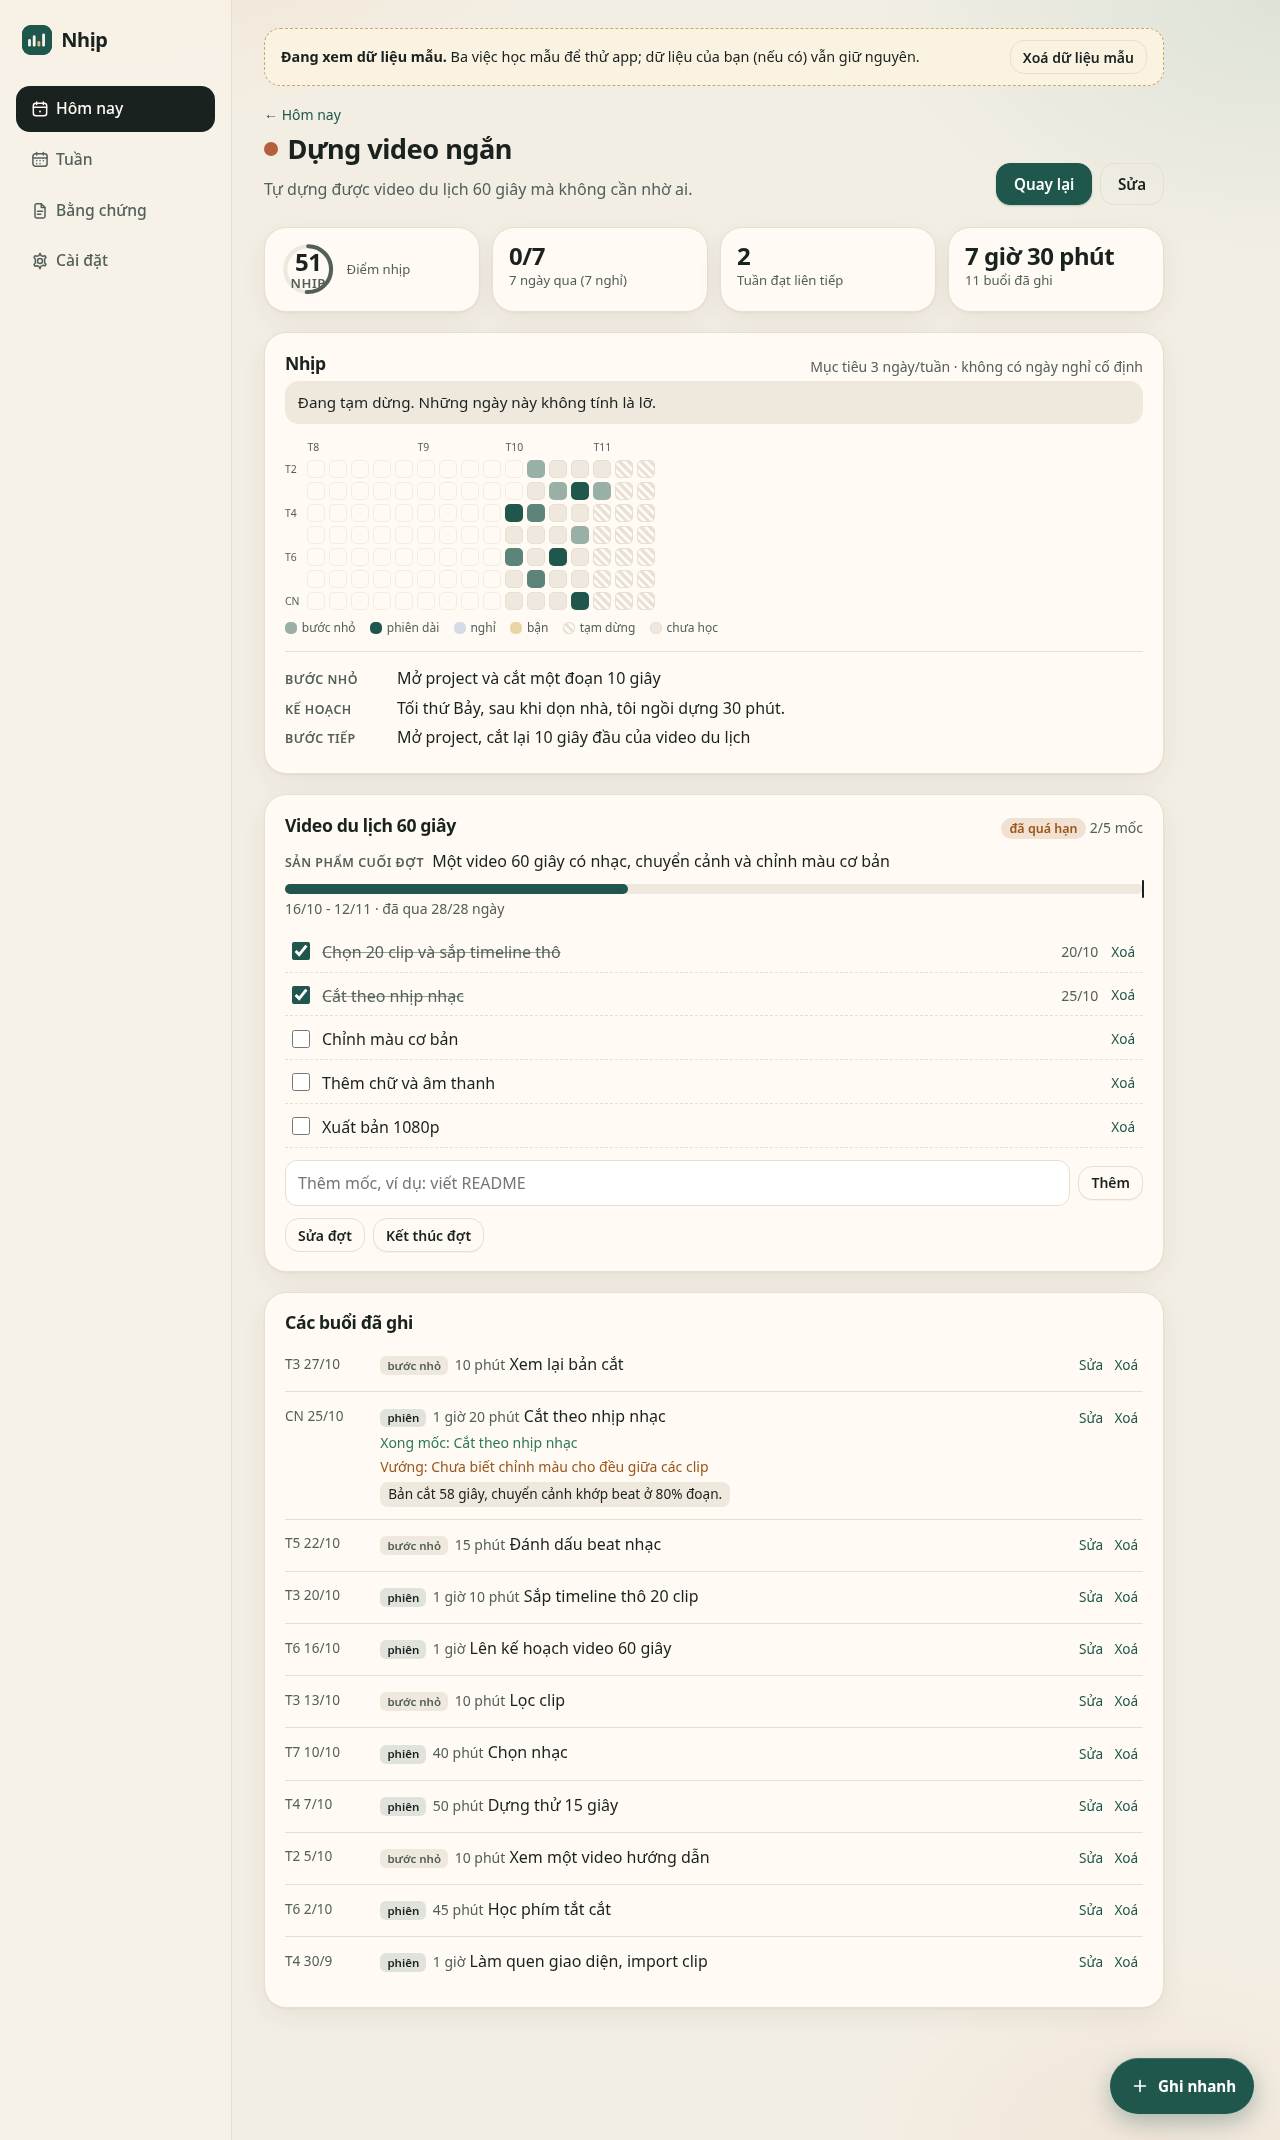 Nhịp
Hôm nay
Tuần
Bằng chứng
Cài đặt
Đang xem dữ liệu mẫu. Ba việc học mẫu để thử app; dữ liệu của bạn (nếu có) vẫn giữ nguyên.
Xoá dữ liệu mẫu
← Hôm nay
Dựng video ngắn
Tự dựng được video du lịch 60 giây mà không cần nhờ ai.
Quay lại
Sửa
51
NHỊP
Điểm nhịp
0/7
7 ngày qua (7 nghỉ)
2
Tuần đạt liên tiếp
7 giờ 30 phút
11 buổi đã ghi
Nhịp
Mục tiêu 3 ngày/tuần · không có ngày nghỉ cố định
Đang tạm dừng. Những ngày này không tính là lỡ.
T8 T9 T10 T11
T2
T4
T6
CN
bước nhỏ phiên dài nghỉ bận tạm dừng chưa học
BƯỚC NHỎ Mở project và cắt một đoạn 10 giây
KẾ HOẠCH Tối thứ Bảy, sau khi dọn nhà, tôi ngồi dựng 30 phút.
BƯỚC TIẾP Mở project, cắt lại 10 giây đầu của video du lịch
Video du lịch 60 giây
đã quá hạn 2/5 mốc
SẢN PHẨM CUỐI ĐỢT Một video 60 giây có nhạc, chuyển cảnh và chỉnh màu cơ bản
16/10 - 12/11 · đã qua 28/28 ngày
Chọn 20 clip và sắp timeline thô 20/10 Xoá
Cắt theo nhịp nhạc 25/10 Xoá
Chỉnh màu cơ bản Xoá
Thêm chữ và âm thanh Xoá
Xuất bản 1080p Xoá
Thêm mốc, ví dụ: viết README Thêm
Sửa đợt Kết thúc đợt
Các buổi đã ghi
T3 27/10 bước nhỏ 10 phút Xem lại bản cắt Sửa Xoá
CN 25/10 phiên 1 giờ 20 phút Cắt theo nhịp nhạc Sửa Xoá
Xong mốc: Cắt theo nhịp nhạc
Vướng: Chưa biết chỉnh màu cho đều giữa các clip
Bản cắt 58 giây, chuyển cảnh khớp beat ở 80% đoạn.
T5 22/10 bước nhỏ 15 phút Đánh dấu beat nhạc Sửa Xoá
T3 20/10 phiên 1 giờ 10 phút Sắp timeline thô 20 clip Sửa Xoá
T6 16/10 phiên 1 giờ Lên kế hoạch video 60 giây Sửa Xoá
T3 13/10 bước nhỏ 10 phút Lọc clip Sửa Xoá
T7 10/10 phiên 40 phút Chọn nhạc Sửa Xoá
T4 7/10 phiên 50 phút Dựng thử 15 giây Sửa Xoá
T2 5/10 bước nhỏ 10 phút Xem một video hướng dẫn Sửa Xoá
T6 2/10 phiên 45 phút Học phím tắt cắt Sửa Xoá
T4 30/9 phiên 1 giờ Làm quen giao diện, import clip Sửa Xoá
Ghi nhanh